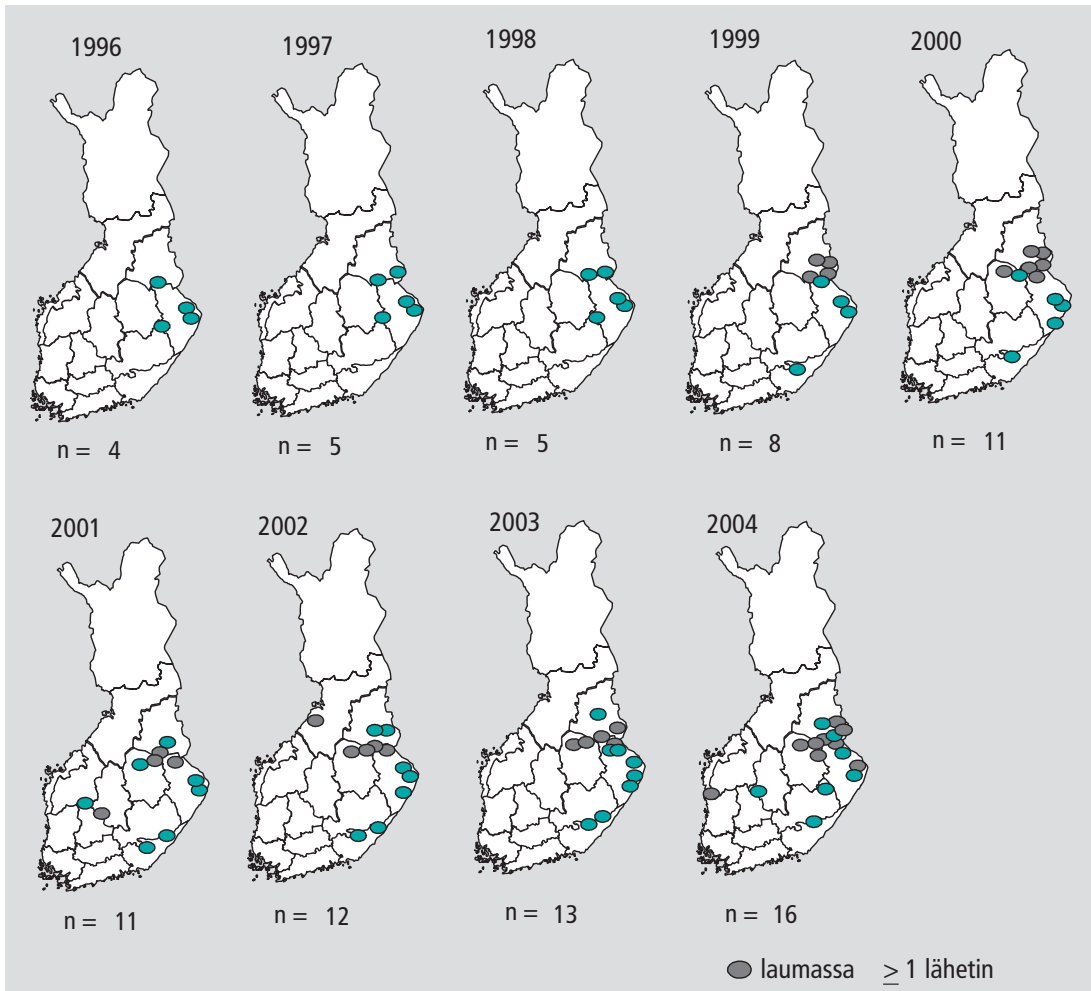 1996 1997 1998 1999 2000
n = 4 n = 5 n = 5 n = 8 n = 11
2001 2002 2003 2004
n = 11 n = 12 n = 13 n = 16
laumassa ≥ 1 lähetin